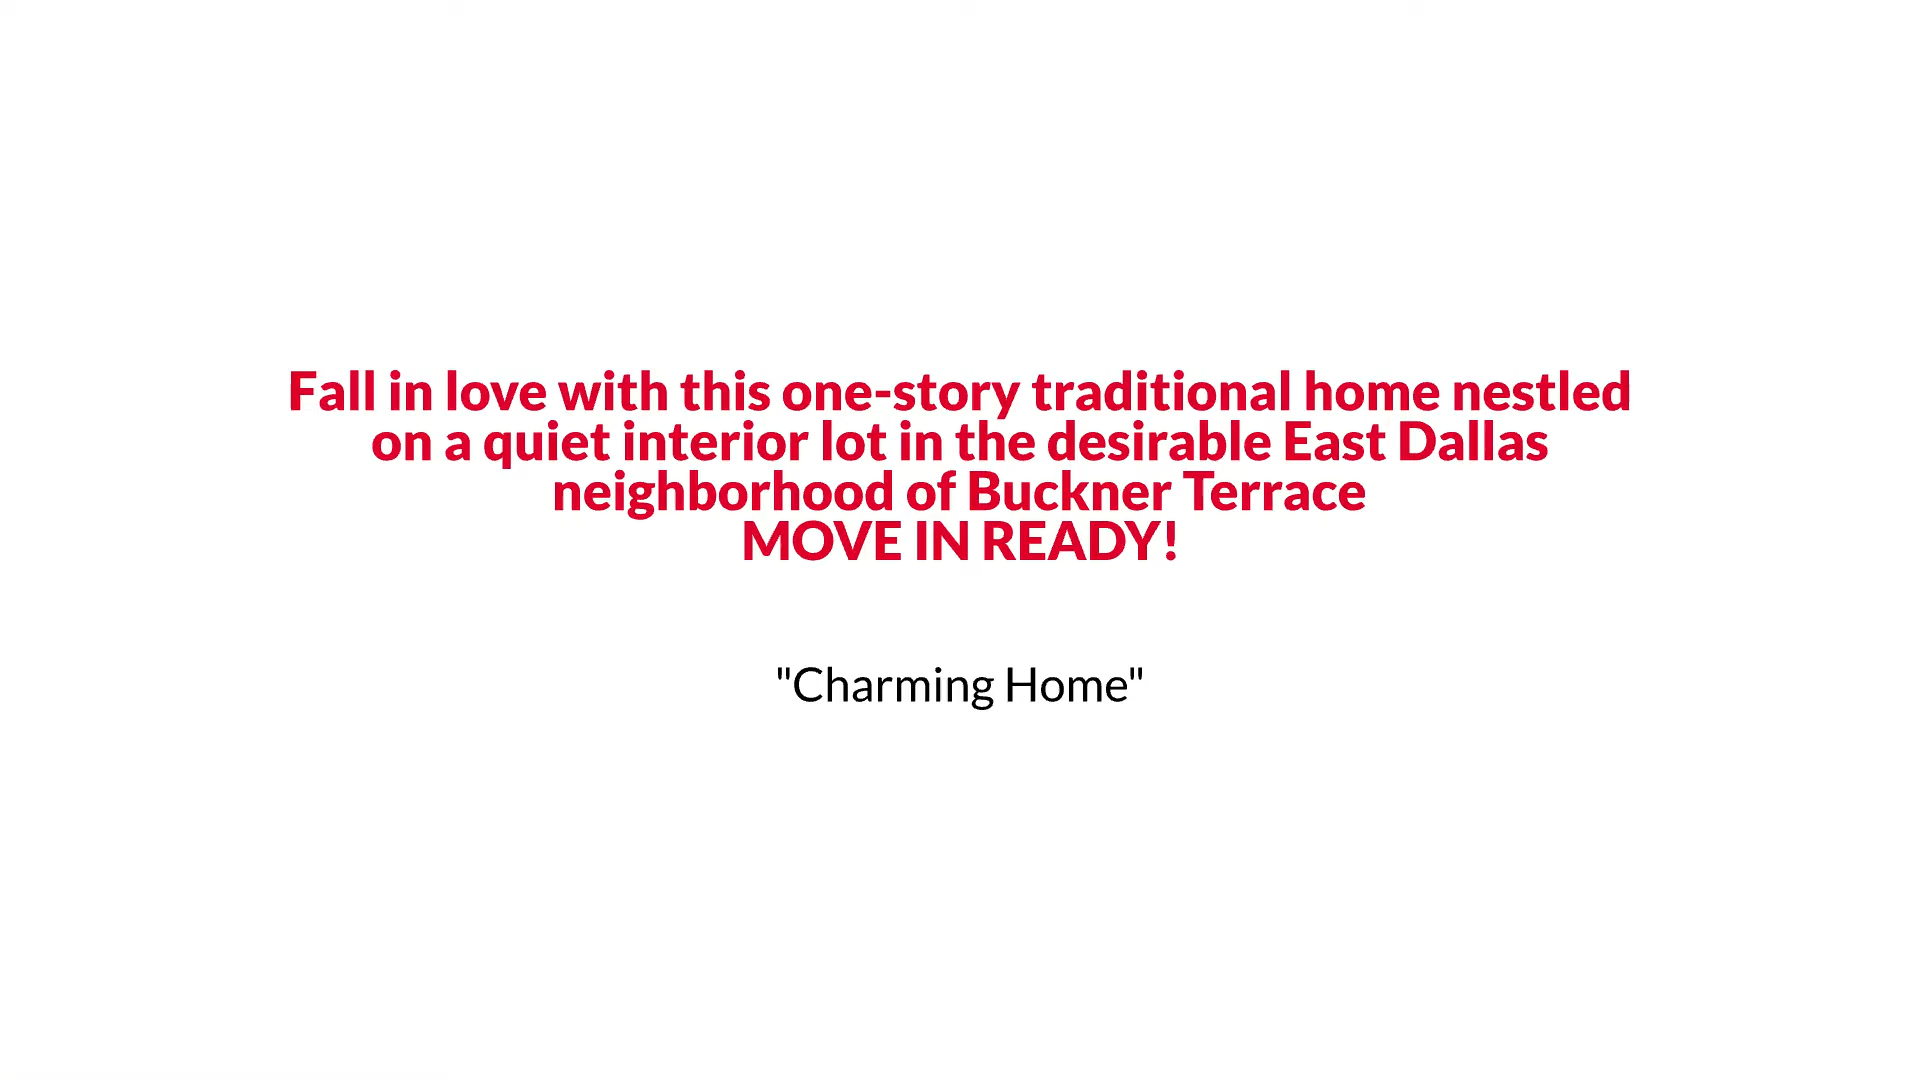 Fall in love with this one-story traditional home nestled
on a quiet interior lot in the desirable East Dallas
neighborhood of Buckner Terrace
MOVE IN READY!
"Charming Home"